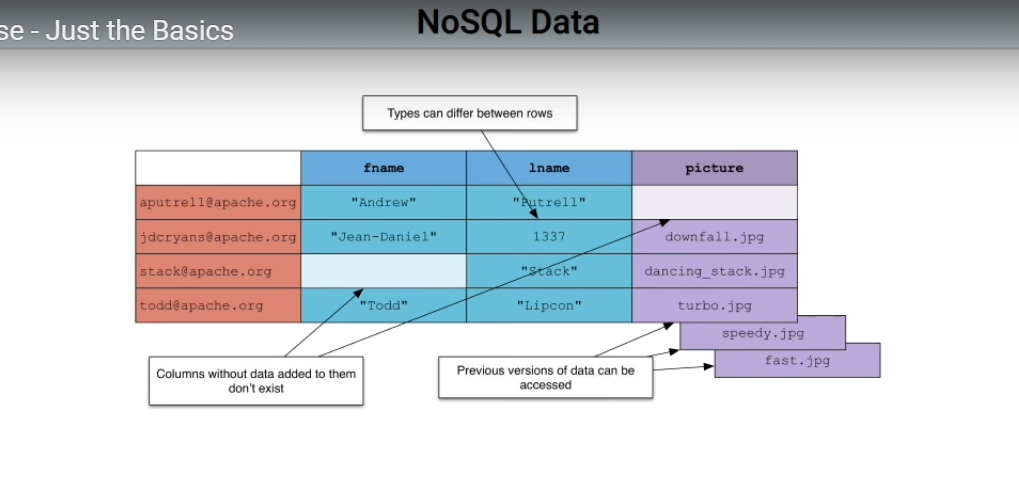 se - Just the Basics
NoSQL Data
Types can differ between rows
fname lname picture
aputrell@apache.org "Andrew" "Putrell"
jdcryans@apache.org "Jean-Daniel" 1337 downfall.jpg
stack@apache.org "Stack" dancing_stack.jpg
todd@apache.org "Todd" "Lipcon" turbo.jpg
speedy.jpg
fast.jpg
Columns without data added to them
don't exist
Previous versions of data can be
accessed